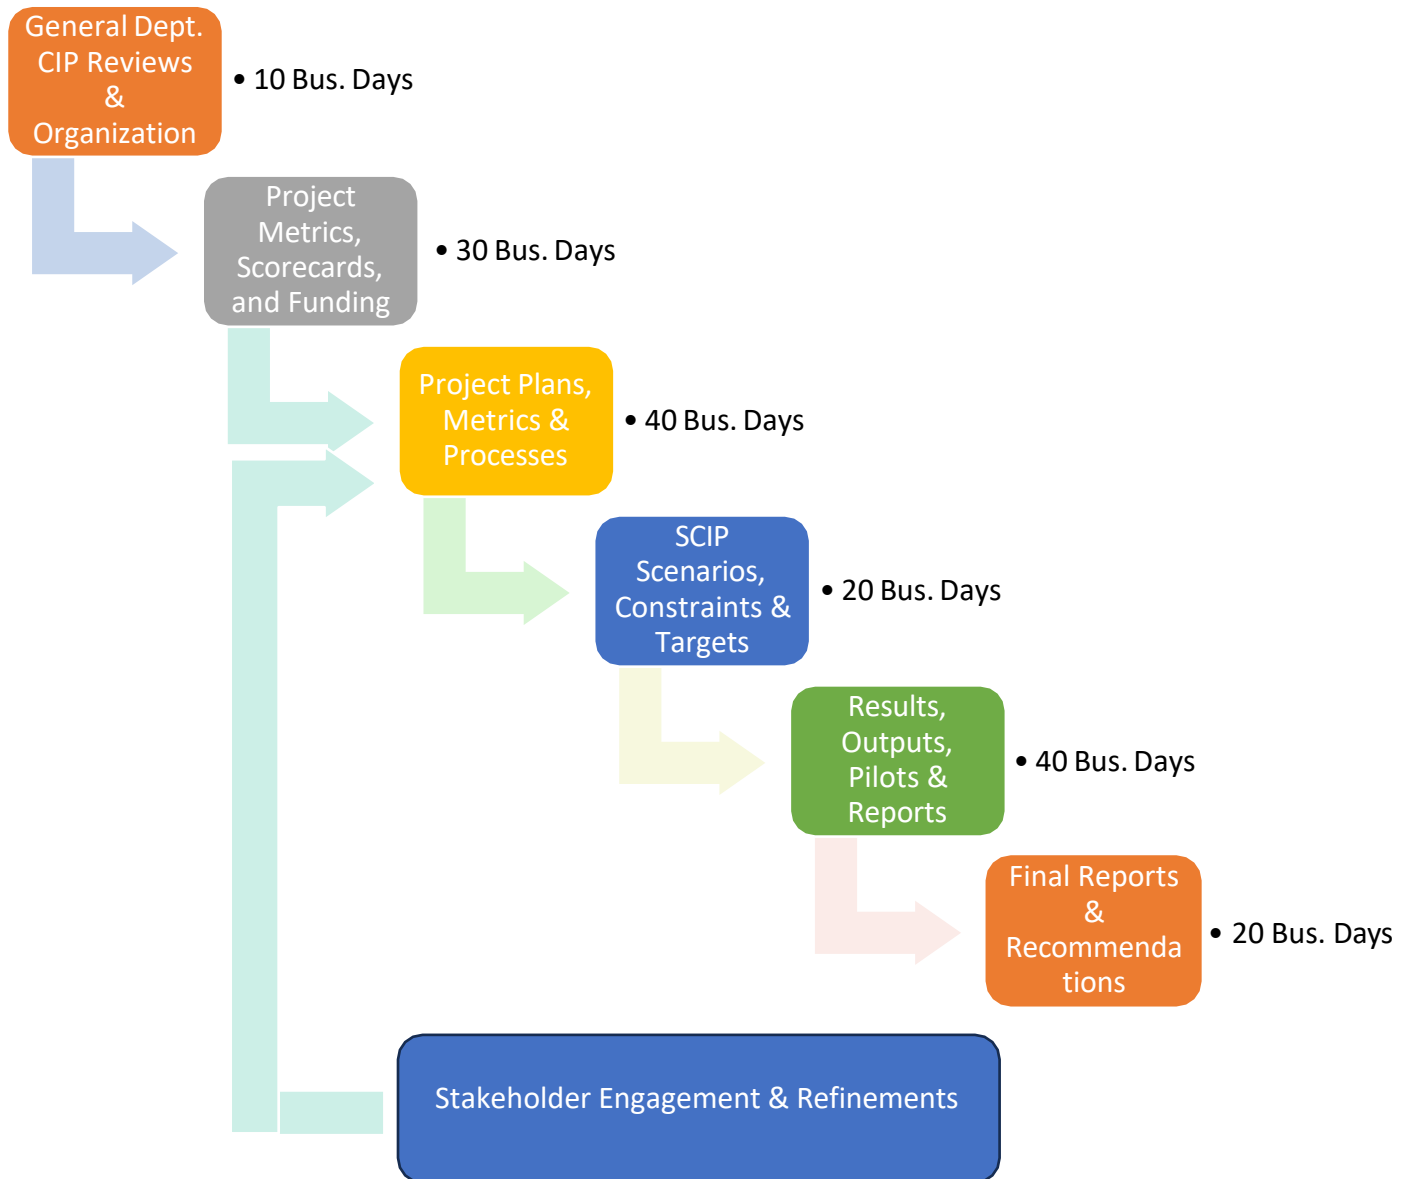 General Dept.
CIP Reviews
&
Organization
• 10 Bus. Days
Project
Metrics,
Scorecards,
and Funding
• 30 Bus. Days
Project Plans,
Metrics &
Processes
• 40 Bus. Days
SCIP
Scenarios,
Constraints &
Targets
• 20 Bus. Days
Results,
Outputs,
Pilots &
Reports
• 40 Bus. Days
Final Reports
&
Recommenda
tions
• 20 Bus. Days
Stakeholder Engagement & Refinements